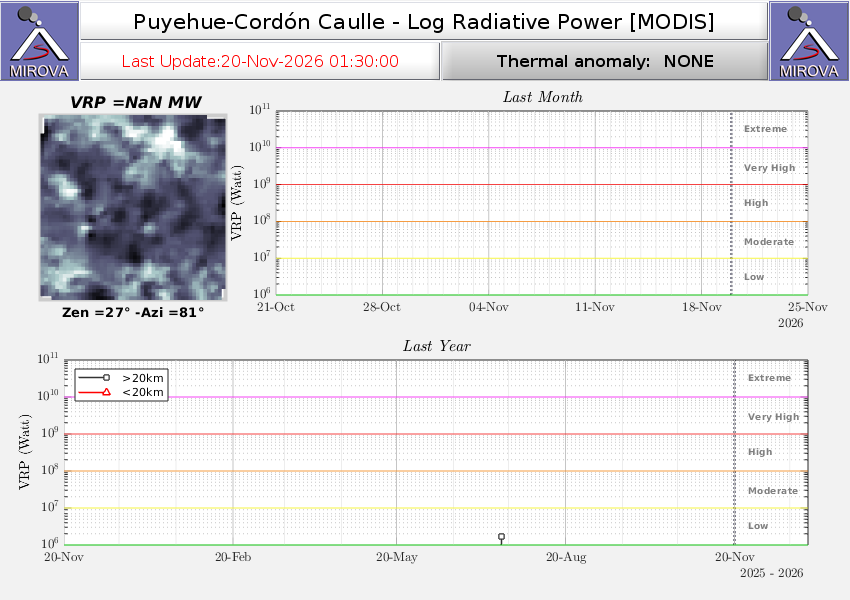 Puyehue-Cordón Caulle - Log Radiative Power [MODIS]
MIROVA
Last Update:20-Nov-2026 01:30:00
Thermal anomaly: NONE
MIROVA
VRP =NaN MW
Zen =27° -Azi =81°
Last Month
VRP (Watt)
10^11
10^10
10^9
10^8
10^7
10^6
Extreme
Very High
High
Moderate
Low
21-Oct 28-Oct 04-Nov 11-Nov 18-Nov 25-Nov
2026
Last Year
VRP (Watt)
10^11
10^10
10^9
10^8
10^7
10^6
>20km
<20km
Extreme
Very High
High
Moderate
Low
20-Nov 20-Feb 20-May 20-Aug 20-Nov
2025 - 2026